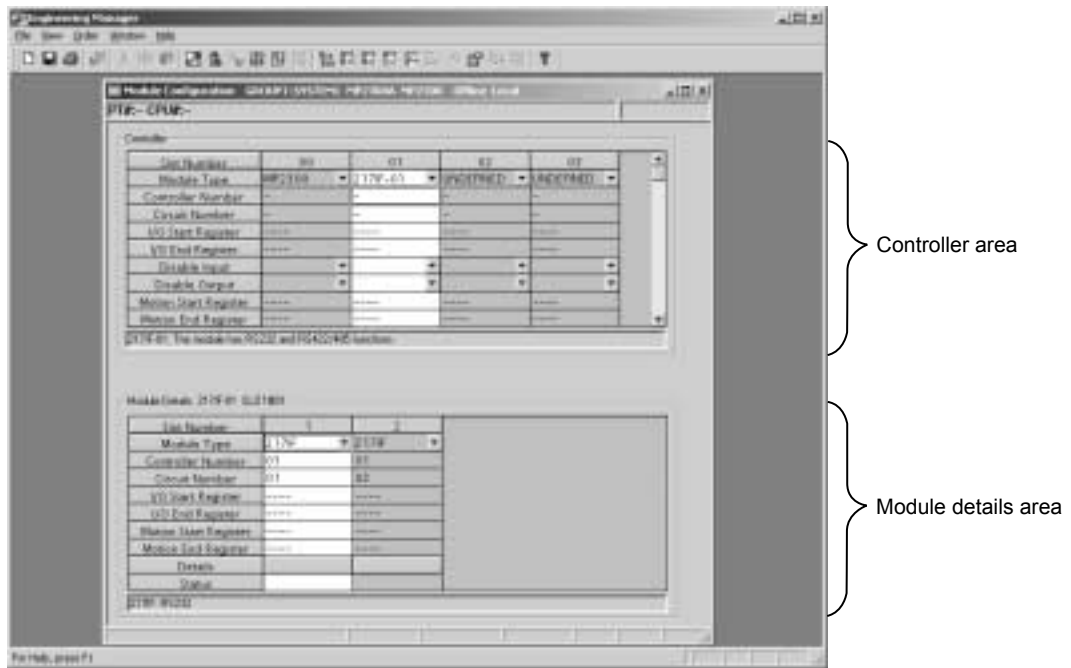 Engineering Manager
File View Order Window Help
Module Configuration MP2300 Offline Local
PT#:- CPU#:-
Controller
Slot Number 00 01 02 03
Module Type MP2300 217IF-01 UNDEFINED UNDEFINED
Controller Number - - - -
Circuit Number - - - -
I/O Start Register ---- ---- ---- ----
I/O End Register ---- ---- ---- ----
Disable Input
Disable Output
Motion Start Register ---- ---- ---- ----
Motion End Register ---- ---- ---- ----
217IF-01: The module has RS232 and RS422/485 functions.
Controller area
Module Details 217IF-01 SLOT#01
Slot Number 1 2
Module Type 217IF 217IF
Controller Number 01 01
Circuit Number 01 02
I/O Start Register ---- ----
I/O End Register ---- ----
Motion Start Register ---- ----
Motion End Register ---- ----
Details
Status
217IF: RS232
Module details area
For Help, press F1